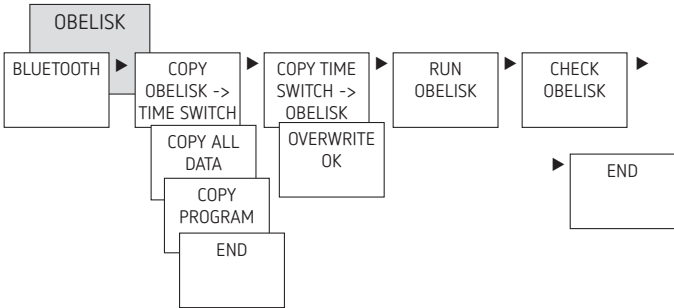 OBELISK
BLUETOOTH
COPY
OBELISK ->
TIME SWITCH
COPY ALL
DATA
COPY
PROGRAM
END
COPY TIME
SWITCH ->
OBELISK
OVERWRITE
OK
RUN
OBELISK
CHECK
OBELISK
END